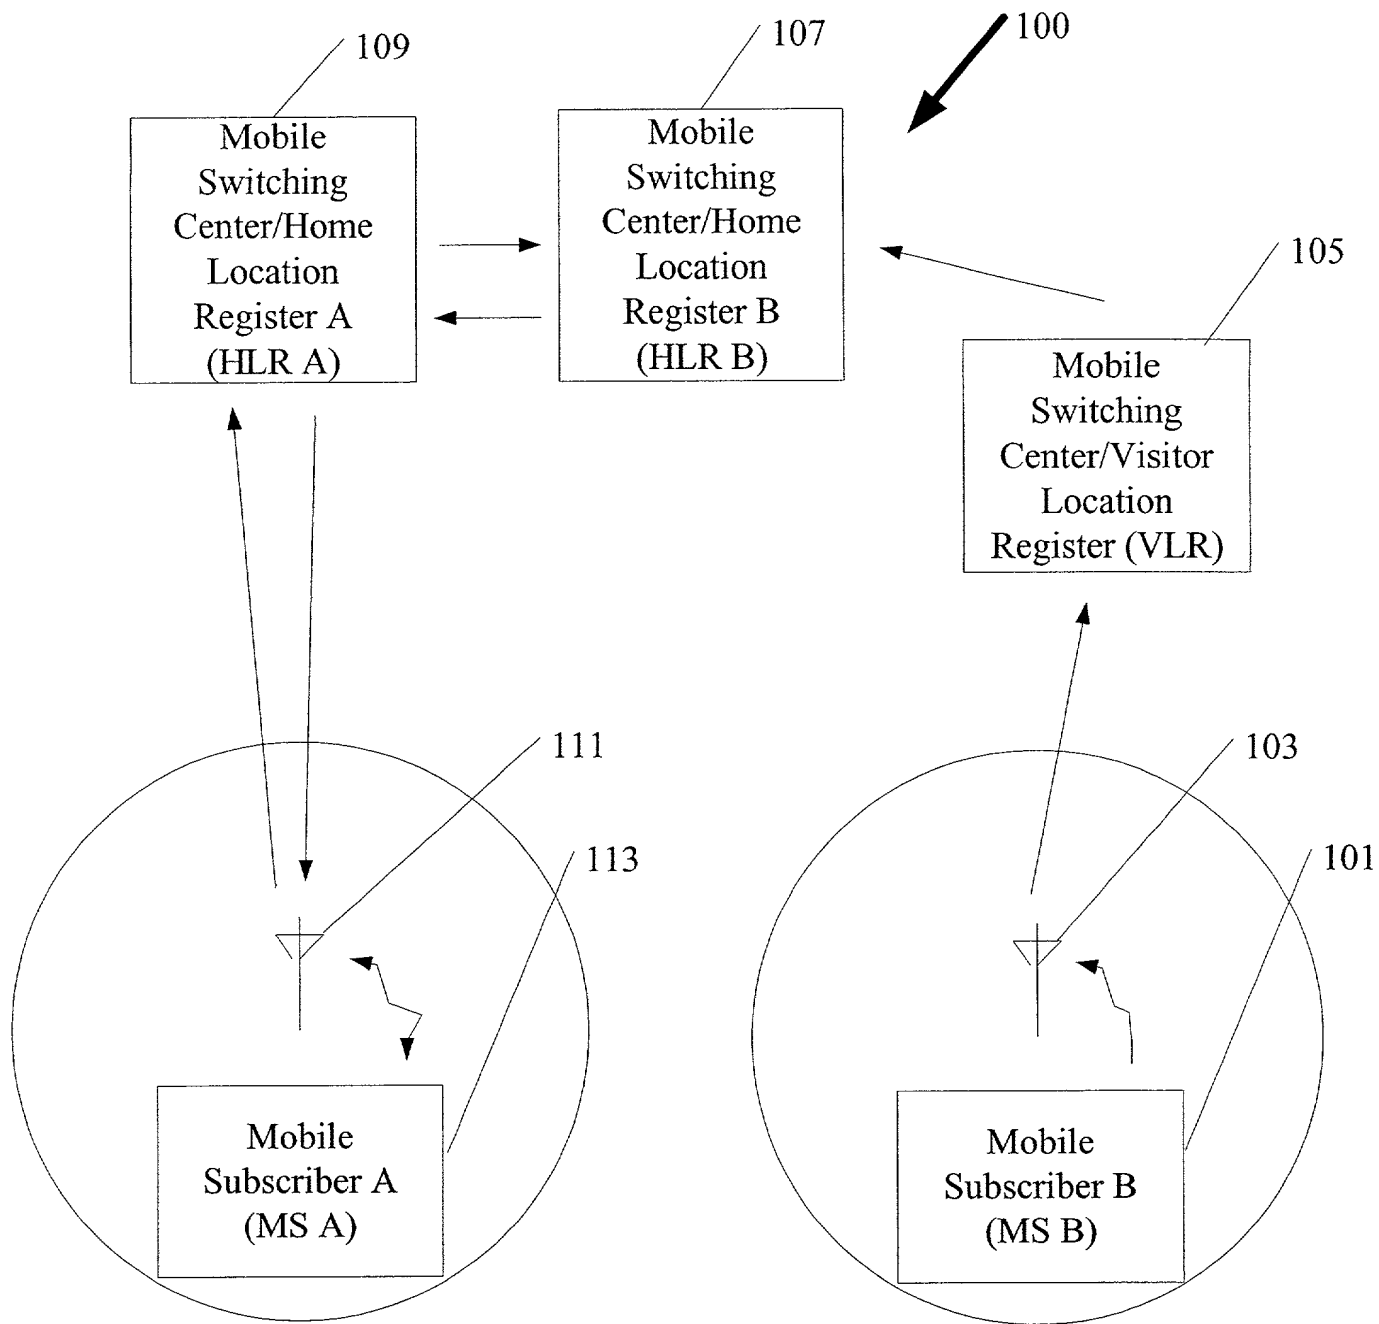 100
109
107
Mobile
Switching
Center/Home
Location
Register A
(HLR A)
Mobile
Switching
Center/Home
Location
Register B
(HLR B)
105
Mobile
Switching
Center/Visitor
Location
Register (VLR)
111
113
103
101
Mobile
Subscriber A
(MS A)
Mobile
Subscriber B
(MS B)